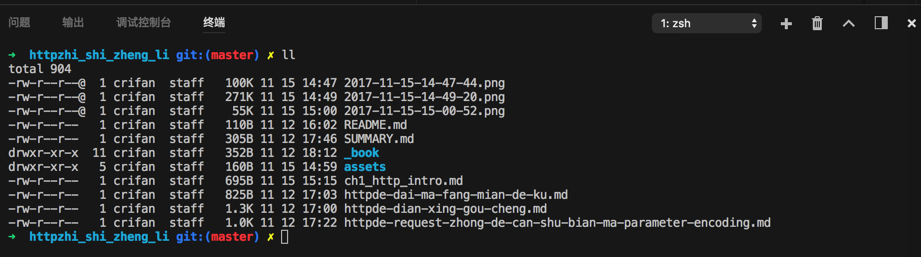 问题 输出 调试控制台 终端 1: zsh
➜ httpzhi_shi_zheng_li git:(master) ✗ ll
total 904
-rw-r--r--@ 1 crifan staff 100K 11 15 14:47 2017-11-15-14-47-44.png
-rw-r--r--@ 1 crifan staff 271K 11 15 14:49 2017-11-15-14-49-20.png
-rw-r--r--@ 1 crifan staff 55K 11 15 15:00 2017-11-15-15-00-52.png
-rw-r--r-- 1 crifan staff 110B 11 12 16:02 README.md
-rw-r--r-- 1 crifan staff 305B 11 12 17:46 SUMMARY.md
drwxr-xr-x 11 crifan staff 352B 11 12 18:12 _book
drwxr-xr-x 5 crifan staff 160B 11 15 14:59 assets
-rw-r--r-- 1 crifan staff 695B 11 15 15:15 ch1_http_intro.md
-rw-r--r-- 1 crifan staff 825B 11 12 17:03 httpde-dai-ma-fang-mian-de-ku.md
-rw-r--r-- 1 crifan staff 1.3K 11 12 17:00 httpde-dian-xing-gou-cheng.md
-rw-r--r-- 1 crifan staff 1.0K 11 12 17:22 httpde-request-zhong-de-can-shu-bian-ma-parameter-encoding.md
➜ httpzhi_shi_zheng_li git:(master) ✗